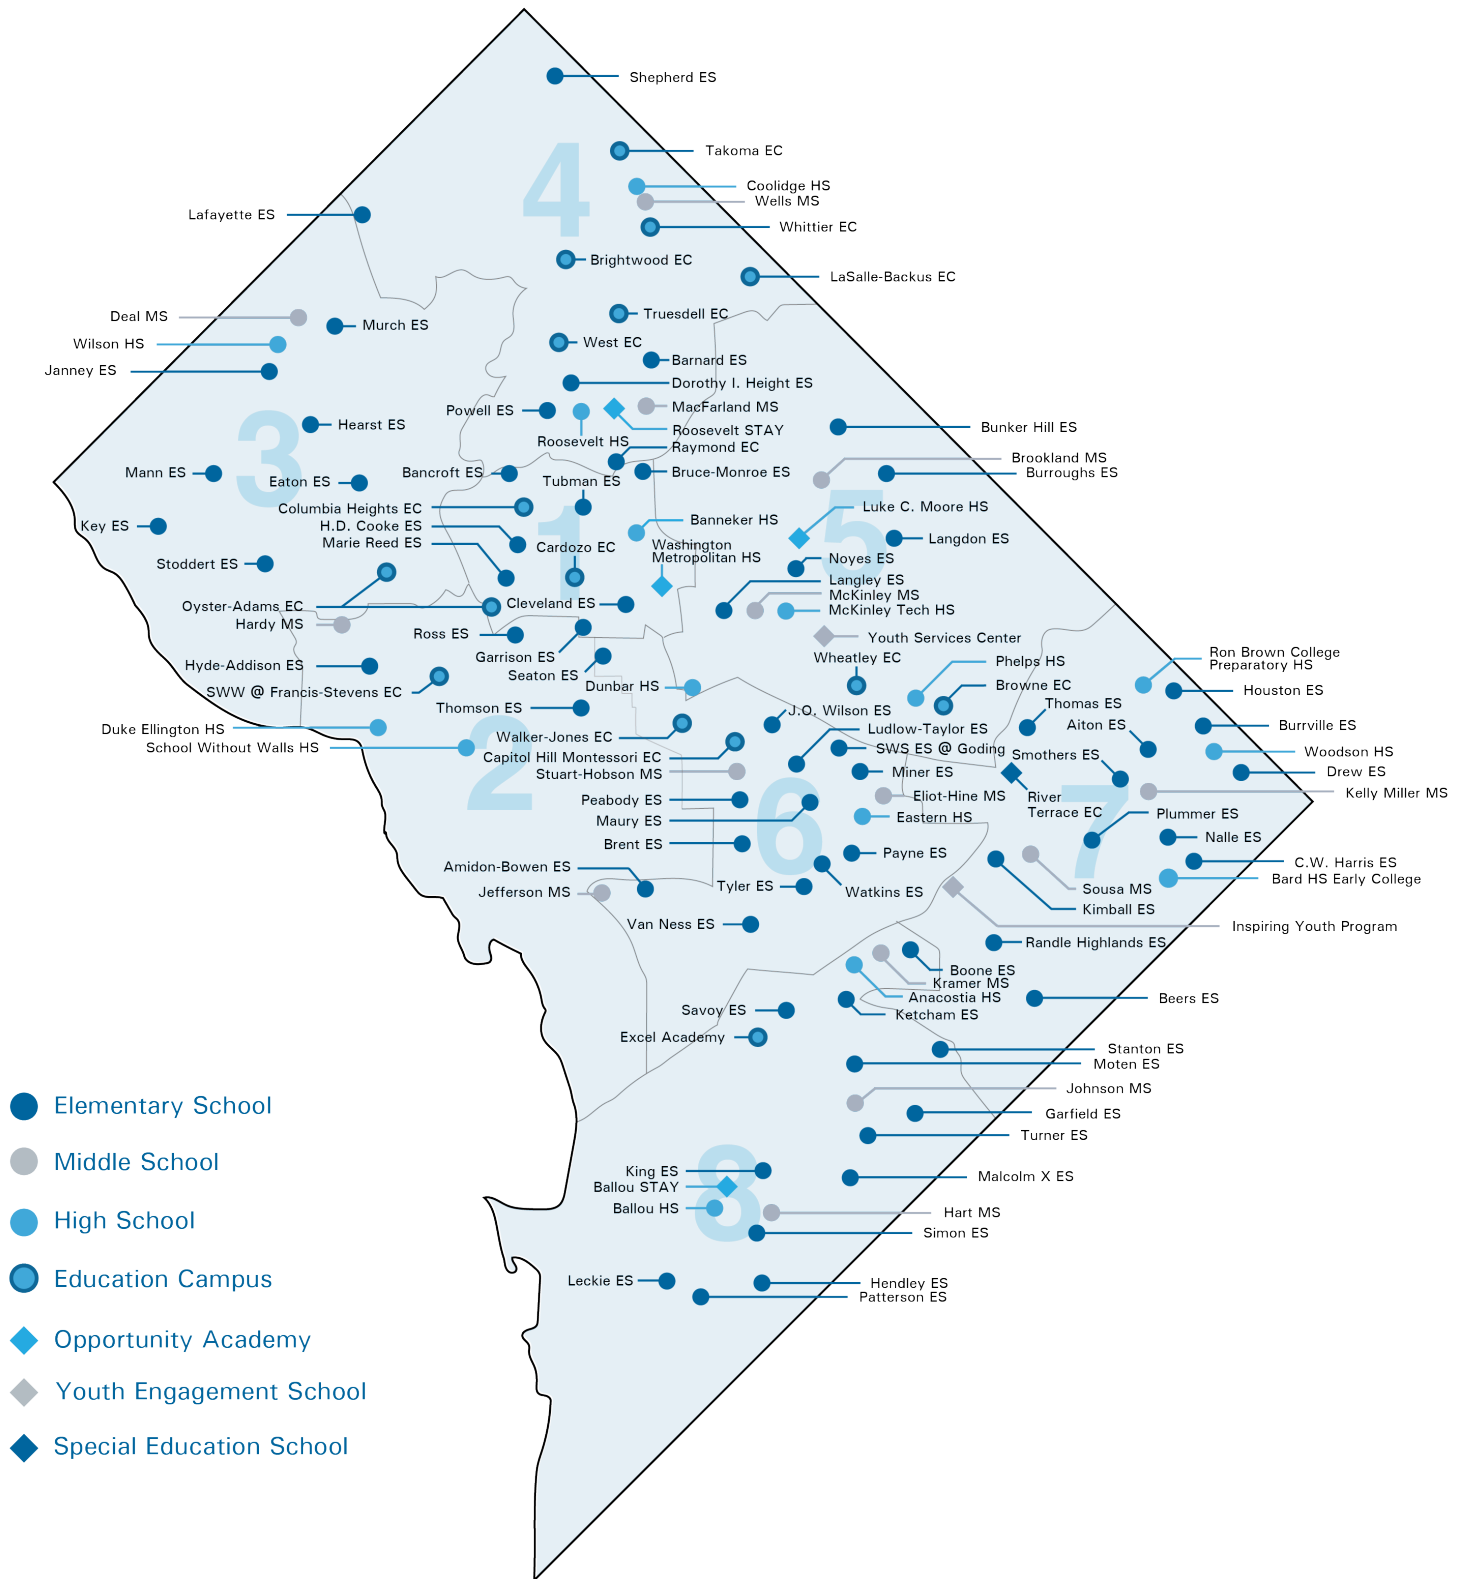 Shepherd ES
Takoma EC
4
Coolidge HS
Wells MS
Lafayette ES
Whittier EC
Brightwood EC
LaSalle-Backus EC
Deal MS
Truesdell EC
Murch ES
Wilson HS
West EC
Barnard ES
Janney ES
Dorothy I. Height ES
Powell ES
MacFarland MS
3
Hearst ES
Roosevelt STAY
Bunker Hill ES
Roosevelt HS
Raymond EC
Brookland MS
Mann ES
Bancroft ES
Bruce-Monroe ES
Burroughs ES
Eaton ES
Tubman ES
Columbia Heights EC
Luke C. Moore HS
5
Key ES
H.D. Cooke ES
Banneker HS
1
Marie Reed ES
Cardozo EC
Washington
Metropolitan HS
Langdon ES
Noyes ES
Stoddert ES
Langley ES
McKinley MS
Oyster-Adams EC
Cleveland ES
McKinley Tech HS
Hardy MS
Ross ES
Youth Services Center
Garrison ES
Wheatley EC
Ron Brown College
Preparatory HS
Hyde-Addison ES
Phelps HS
Seaton ES
Dunbar HS
Browne EC
Houston ES
SWW @ Francis-Stevens EC
Thomas ES
Thomson ES
J.O. Wilson ES
Aiton ES
Burrville ES
Duke Ellington HS
Ludlow-Taylor ES
Walker-Jones EC
School Without Walls HS
SWS ES @ Goding
Smothers ES
Woodson HS
2
Capitol Hill Montessori EC
Stuart-Hobson MS
Miner ES
Drew ES
Peabody ES
Eliot-Hine MS
River
Terrace EC
Kelly Miller MS
6
7
Maury ES
Eastern HS
Plummer ES
Brent ES
Nalle ES
Payne ES
Amidon-Bowen ES
C.W. Harris ES
Jefferson MS
Tyler ES
Watkins ES
Sousa MS
Bard HS Early College
Kimball ES
Van Ness ES
Inspiring Youth Program
Randle Highlands ES
Boone ES
Kramer MS
Anacostia HS
Beers ES
Savoy ES
Ketcham ES
Excel Academy
Stanton ES
Moten ES
Johnson MS
Garfield ES
Turner ES
King ES
Malcolm X ES
Ballou STAY
8
Ballou HS
Hart MS
Simon ES
Leckie ES
Hendley ES
Patterson ES
Elementary School
Middle School
High School
Education Campus
Opportunity Academy
Youth Engagement School
Special Education School